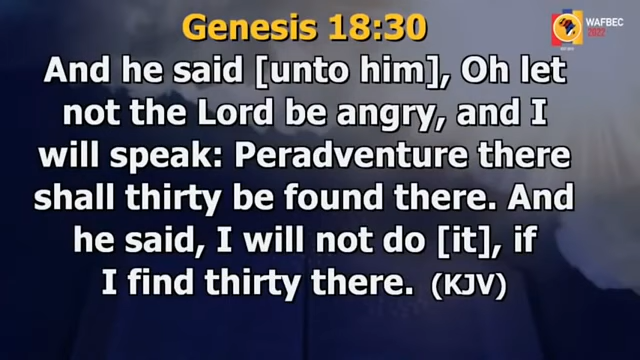 Genesis 18:30
WAFBEC
2022
And he said [unto him], Oh let
not the Lord be angry, and I
will speak: Peradventure there
shall thirty be found there. And
he said, I will not do [it], if
I find thirty there. (KJV)